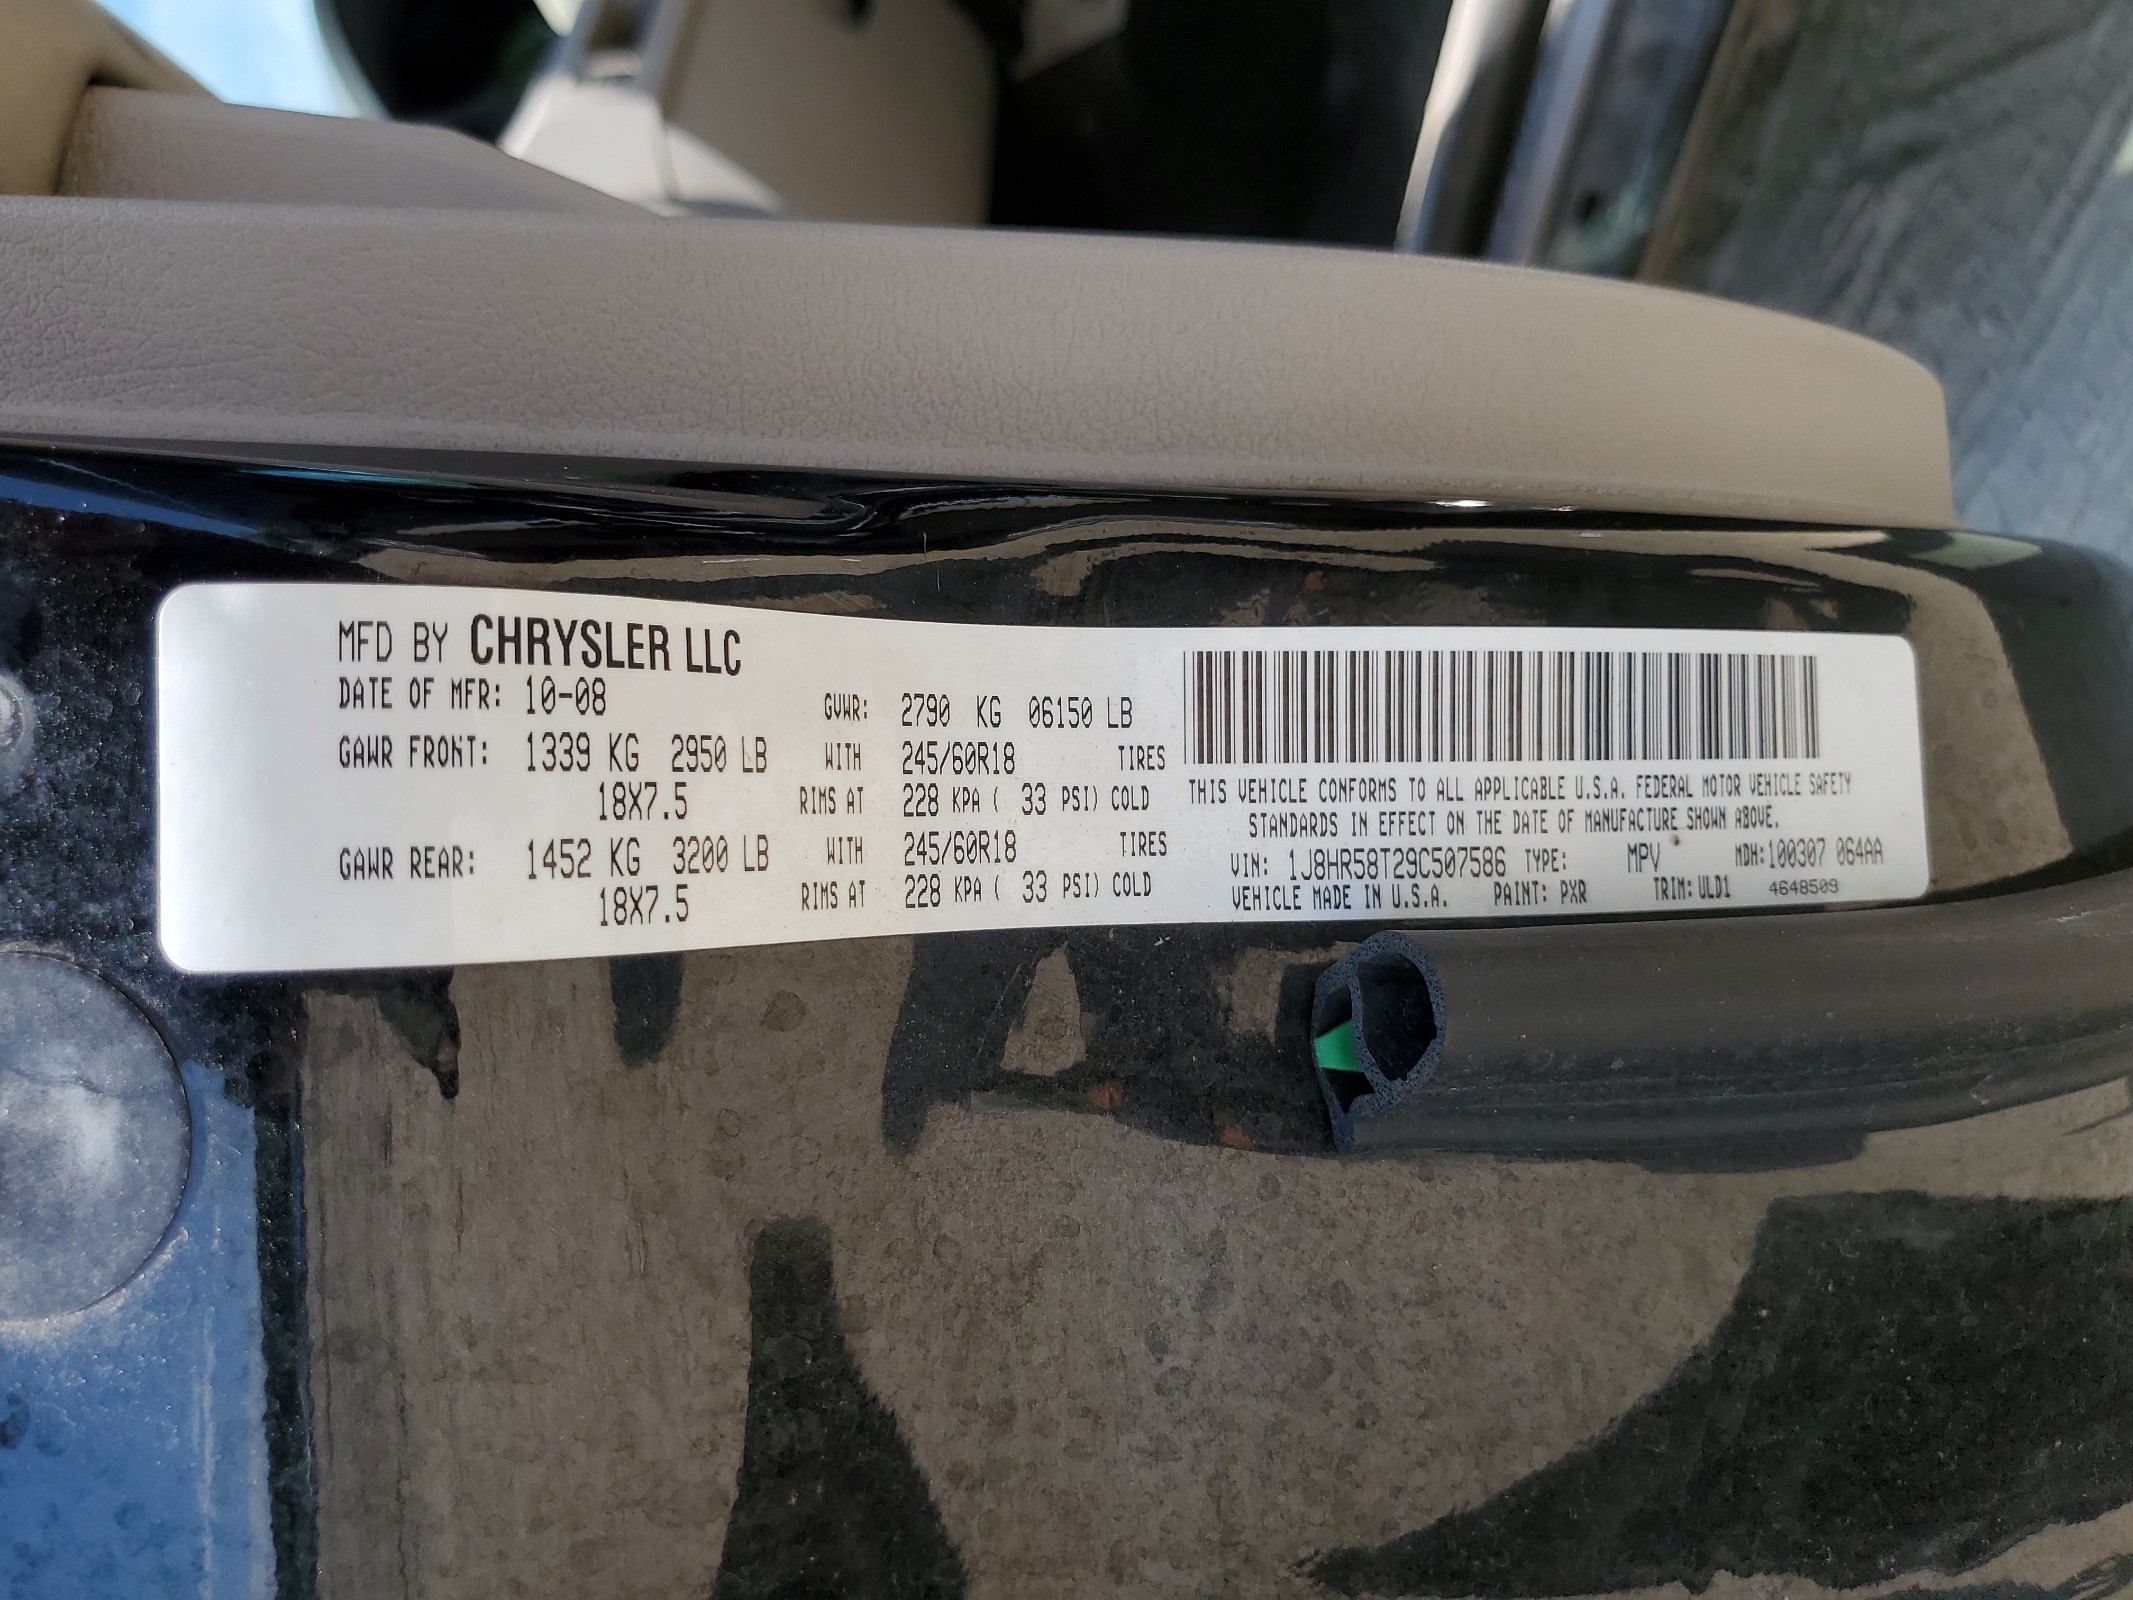 MFD BY CHRYSLER LLC
DATE OF MFR: 10-08 GVWR: 2790 KG 06150 LB
GAWR FRONT: 1339 KG 2950 LB WITH 245/60R18 TIRES
18X7.5 RIMS AT 228 KPA ( 33 PSI) COLD
GAWR REAR: 1452 KG 3200 LB WITH 245/60R18 TIRES
18X7.5 RIMS AT 228 KPA ( 33 PSI) COLD
THIS VEHICLE CONFORMS TO ALL APPLICABLE U.S.A. FEDERAL MOTOR VEHICLE SAFETY
STANDARDS IN EFFECT ON THE DATE OF MANUFACTURE SHOWN ABOVE.
VIN: 1J8HR58T29C507586 TYPE: MPV MDH:100307 064AA
VEHICLE MADE IN U.S.A. PAINT: PXR TRIM: ULD1 4648509